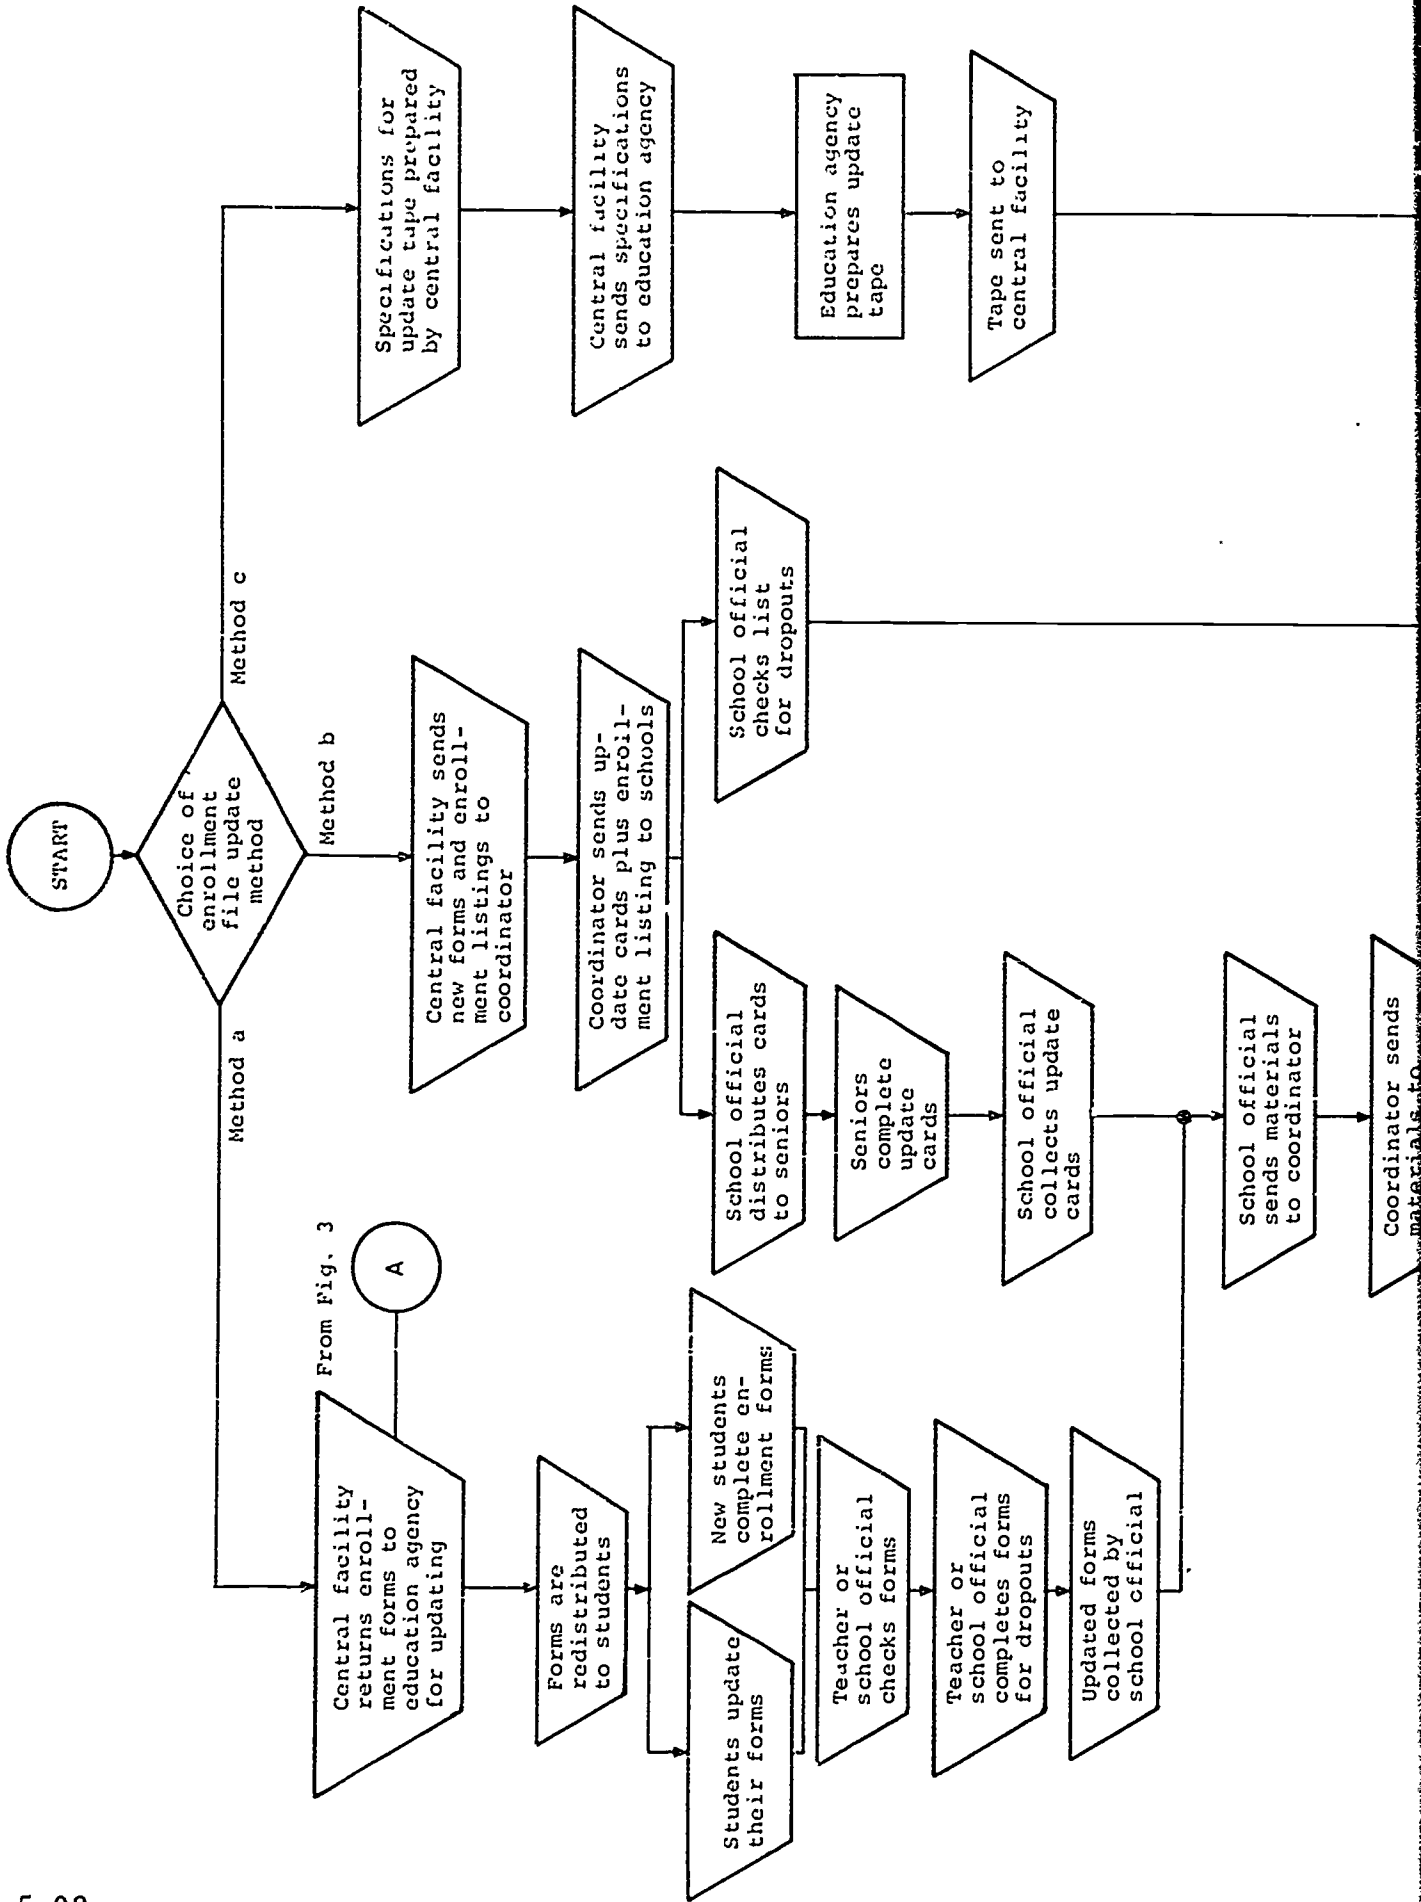 START
Choice of
enrollment
file update
method
Method a
Method b
Method c
From Fig. 3
A
Central facility
returns enroll-
ment forms to
education agency
for updating
Forms are
redistributed
to students
Students update
their forms
New students
complete en-
rollment forms
Teacher or
school official
checks forms
Teacher or
school official
completes forms
for dropouts
Updated forms
collected by
school official
Central facility sends
new forms and enroll-
ment listings to
coordinator
Coordinator sends up-
date cards plus enroll-
ment listing to schools
School official
distributes cards
to seniors
Seniors
complete
update
cards
School official
collects update
cards
School official
checks list
for dropouts
School official
sends materials
to coordinator
Coordinator sends
materials to
Specifications for
update tape prepared
by central facility
Central facility
sends specifications
to education agency
Education agency
prepares update
tape
Tape sent to
central facility